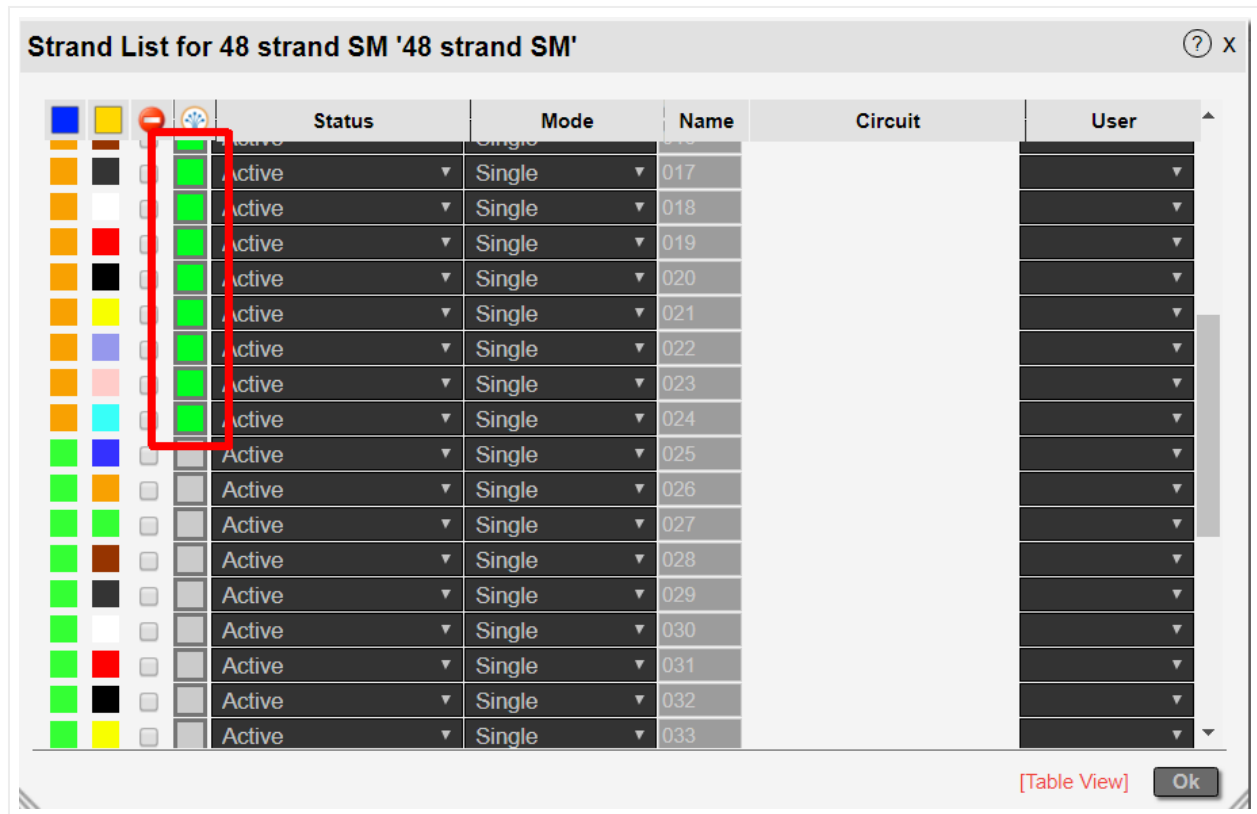 Strand List for 48 strand SM '48 strand SM' ? x
Status Mode Name Circuit User
Active Single 017
Active Single 018
Active Single 019
Active Single 020
Active Single 021
Active Single 022
Active Single 023
Active Single 024
Active Single 025
Active Single 026
Active Single 027
Active Single 028
Active Single 029
Active Single 030
Active Single 031
Active Single 032
Active Single 033
[Table View] Ok